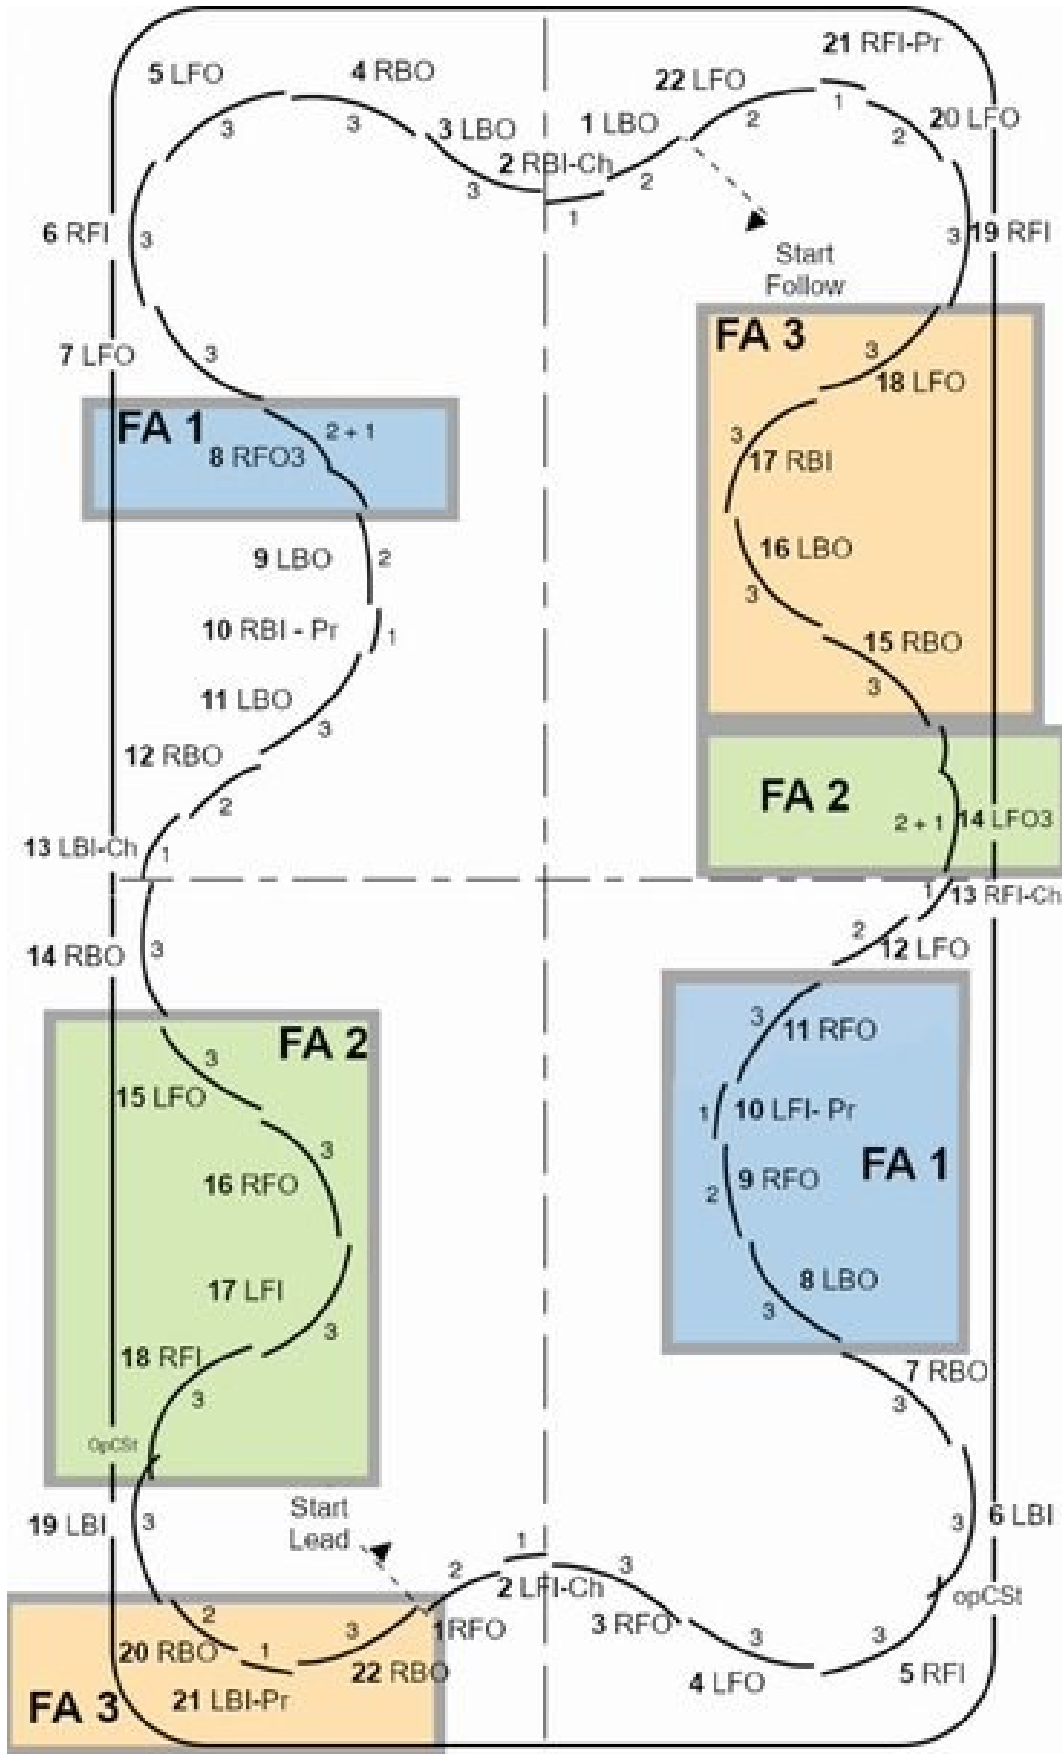 21 RFI-Pr
5 LFO
4 RBO
22 LFO
3
3
3 LBO
1 LBO
2
1
2
20 LFO
2 RBI-Ch
3
2
1
6 RFI
3
3
19 RFI
Start
Follow
7 LFO
3
FA 3
3
18 LFO
FA 1
2 + 1
8 RFO3
3
17 RBI
9 LBO
2
16 LBO
3
10 RBI - Pr
1
15 RBO
3
11 LBO
3
12 RBO
2
FA 2
2 + 1
14 LFO3
13 LBI-Ch
1
1
13 RFI-Ch
14 RBO
3
2
12 LFO
FA 2
3
11 RFO
3
15 LFO
1
10 LFI- Pr
3
16 RFO
FA 1
2
9 RFO
17 LFI
3
8 LBO
3
18 RFI
3
7 RBO
3
OpCSt
19 LBI
3
Start
Lead
3
6 LBI
1
2
2 LFI-Ch
3
opCSt
2
20 RBO
1
3
1RFO
3 RFO
3
3
22 RBO
4 LFO
5 RFI
21 LBI-Pr
FA 3